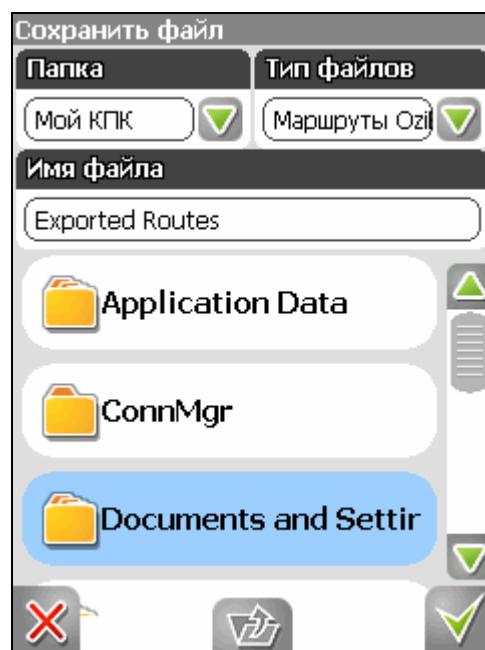 Сохранить файл
Папка Тип файлов
Мой КПК Маршруты Ozi
Имя файла
Exported Routes
Application Data
ConnMgr
Documents and Settir